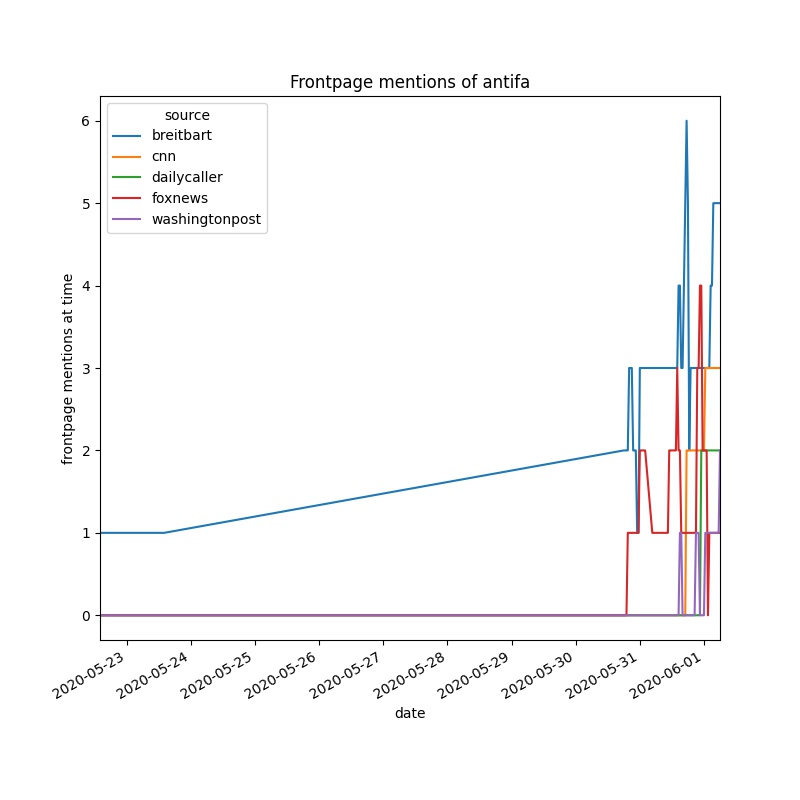 Frontpage mentions of antifa
source
breitbart
cnn
dailycaller
foxnews
washingtonpost
6
5
4
3
2
1
0
frontpage mentions at time
2020-05-23
2020-05-24
2020-05-25
2020-05-26
2020-05-27
2020-05-28
2020-05-29
2020-05-30
2020-05-31
2020-06-01
date